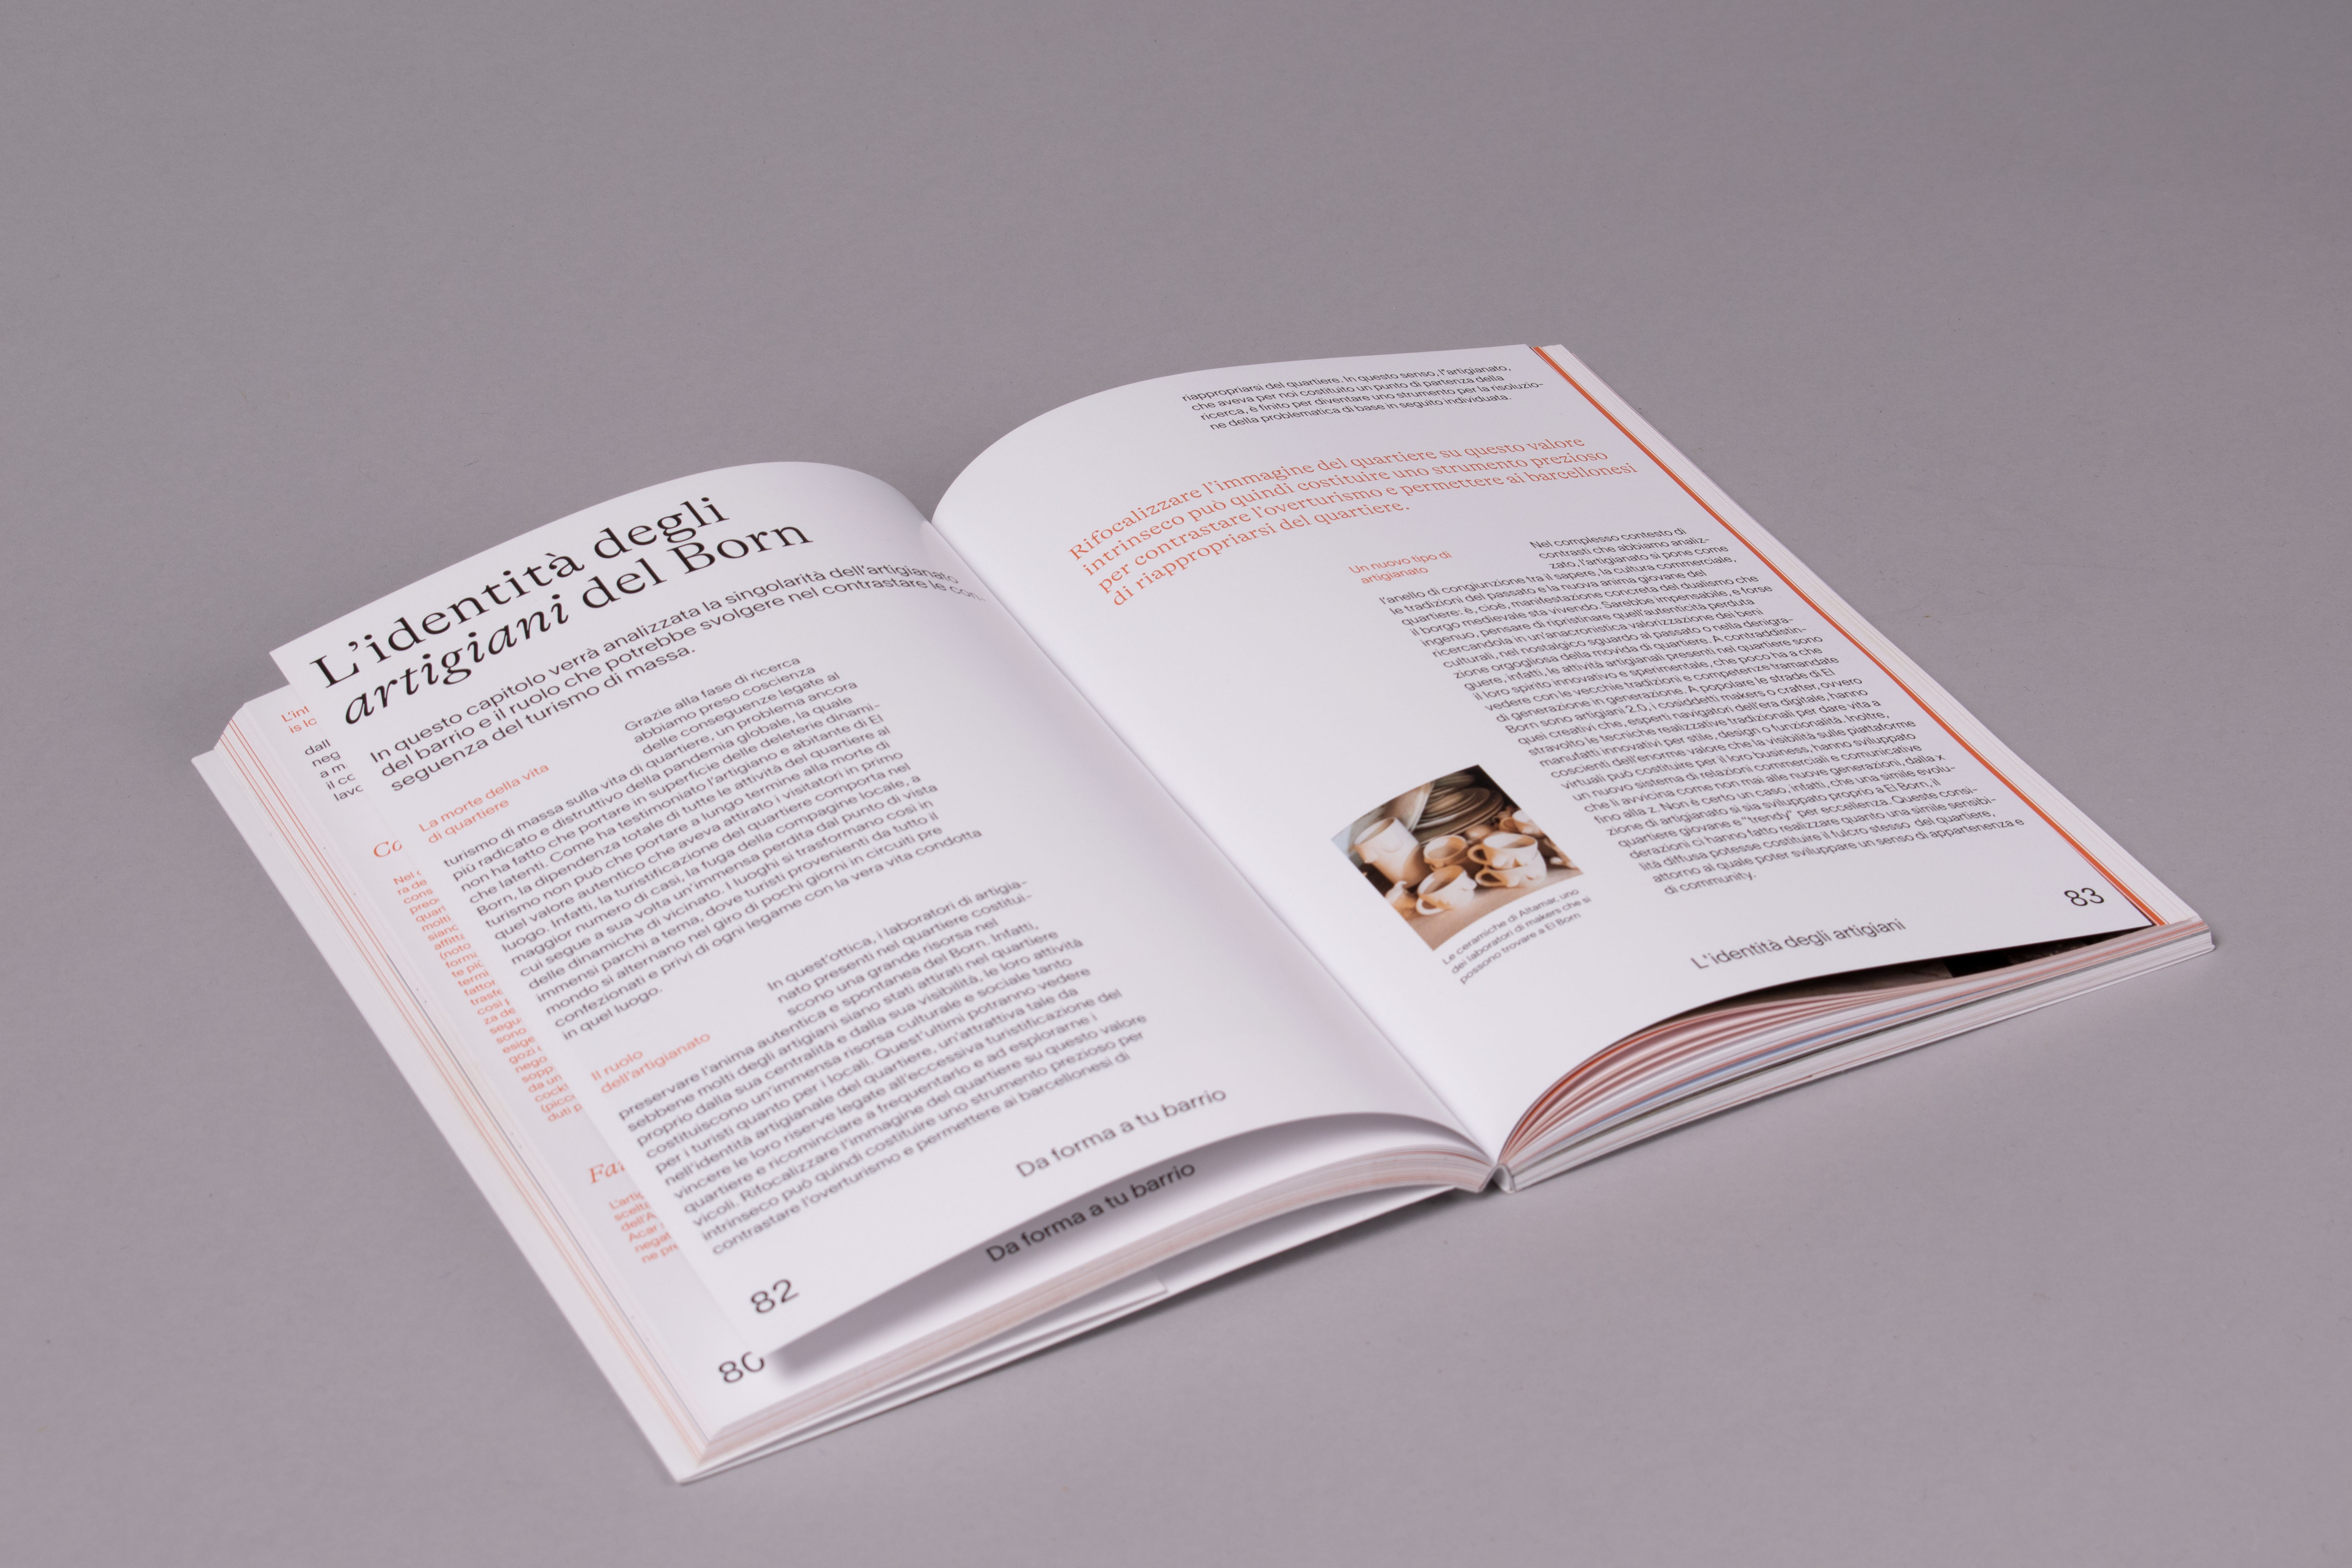 L'identità degli
artigiani del Born
In questo capitolo verrà analizzata la singolarità dell'artigianato
del barrio e il ruolo che potrebbe svolgere nel contrastare le con-
seguenza del turismo di massa.
La morte della vita
di quartiere
Grazie alla fase di ricerca
abbiamo preso coscienza
delle conseguenze legate al
turismo di massa sulla vita di quartiere, un problema ancora
più radicato e distruttivo della pandemia globale, la quale
non ha fatto che portare in superficie delle deleterie dinami-
che latenti. Come ha testimoniato l'artigiano e abitante di El
Born, la dipendenza totale di tutte le attività del quartiere al
turismo non può che portare a lungo termine alla morte di
quel valore autentico che aveva attirato i visitatori in primo
luogo. Infatti, la turistificazione del quartiere comporta nel
maggior numero di casi, la fuga della compagine locale, a
cui segue a sua volta un'immensa perdita dal punto di vista
delle dinamiche di vicinato. I luoghi si trasformano così in
immensi parchi a tema, dove turisti provenienti da tutto il
mondo si alternano nel giro di pochi giorni in circuiti pre
confezionati e privi di ogni legame con la vera vita condotta
in quel luogo.
Il ruolo
dell'artigianato
In quest'ottica, i laboratori di artigia-
nato presenti nel quartiere costitui-
scono una grande risorsa nel
preservare l'anima autentica e spontanea del Born. Infatti,
sebbene molti degli artigiani siano stati attirati nel quartiere
proprio dalla sua centralità e dalla sua visibilità, le loro attività
costituiscono un'immensa risorsa culturale e sociale tanto
per i turisti quanto per i locali. Quest'ultimi potranno vedere
nell'identità artigianale del quartiere, un'attrattiva tale da
vincere le loro riserve legate all'eccessiva turistificazione del
quartiere e ricominciare a frequentarlo e ad esplorarne i
vicoli. Rifocalizzare l'immagine del quartiere su questo valore
intrinseco può quindi costituire uno strumento prezioso per
contrastare l'overturismo e permettere ai barcellonesi di
Da forma a tu barrio
82
Da forma a tu barrio
riappropriarsi del quartiere. In questo senso, l'artigianato,
che aveva per noi costituito un punto di partenza della
ricerca, è finito per diventare uno strumento per la risoluzio-
ne della problematica di base in seguito individuata.
Rifocalizzare l'immagine del quartiere su questo valore
intrinseco può quindi costituire uno strumento prezioso
per contrastare l'overturismo e permettere ai barcellonesi
di riappropriarsi del quartiere.
Un nuovo tipo di
artigianato
Nel complesso contesto di
contrasti che abbiamo analiz-
zato, l'artigianato si pone come
l'anello di congiunzione tra il sapere, la cultura commerciale,
le tradizioni del passato e la nuova anima giovane del
quartiere: è, cioè, manifestazione concreta del dualismo che
il borgo medievale sta vivendo. Sarebbe impensabile, e forse
ingenuo, pensare di ripristinare quell'autenticità perduta
ricercandola in un'anacronistica valorizzazione dei beni
culturali, nel nostalgico sguardo al passato o nella denigra-
zione orgogliosa della movida di quartiere. A contraddistin-
guere, infatti, le attività artigianali presenti nel quartiere sono
il loro spirito innovativo e sperimentale, che poco ha a che
vedere con le vecchie tradizioni e competenze tramandate
di generazione in generazione. A popolare le strade di El
Born sono artigiani 2.0, i cosiddetti makers o crafter, ovvero
quei creativi che, esperti navigatori dell'era digitale, hanno
stravolto le tecniche realizzative tradizionali per dare vita a
manufatti innovativi per stile, design o funzionalità. Inoltre,
coscienti dell'enorme valore che la visibilità sulle piattaforme
virtuali può costituire per il loro business, hanno sviluppato
un nuovo sistema di relazioni commerciali e comunicative
che li avvicina come non mai alle nuove generazioni, dalla x
fino alla z. Non è certo un caso, infatti, che una simile evolu-
zione di artigianato si sia sviluppato proprio a El Born, il
quartiere giovane e "trendy" per eccellenza. Queste consi-
derazioni ci hanno fatto realizzare quanto una simile sensibi-
lità diffusa potesse costituire il fulcro stesso del quartiere,
attorno al quale poter sviluppare un senso di appartenenza e
di community.
Le ceramiche di Altamar, uno
dei laboratori di makers che si
possono trovare a El Born
L'identità degli artigiani
83